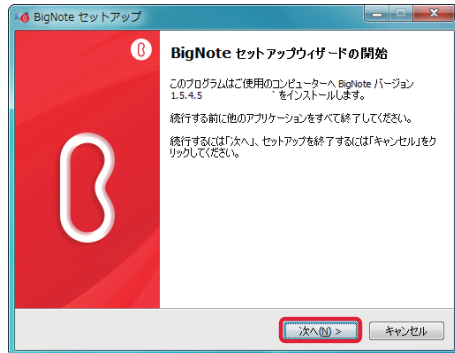 BigNote セットアップ
BigNote セットアップウィザードの開始
このプログラムはご使用のコンピューターへ BigNote バージョン
1.5.4.5 をインストールします。
続行する前に他のアプリケーションをすべて終了してください。
続行するには「次へ」、セットアップを終了するには「キャンセル」をク
リックしてください。
次へ(N) >
キャンセル